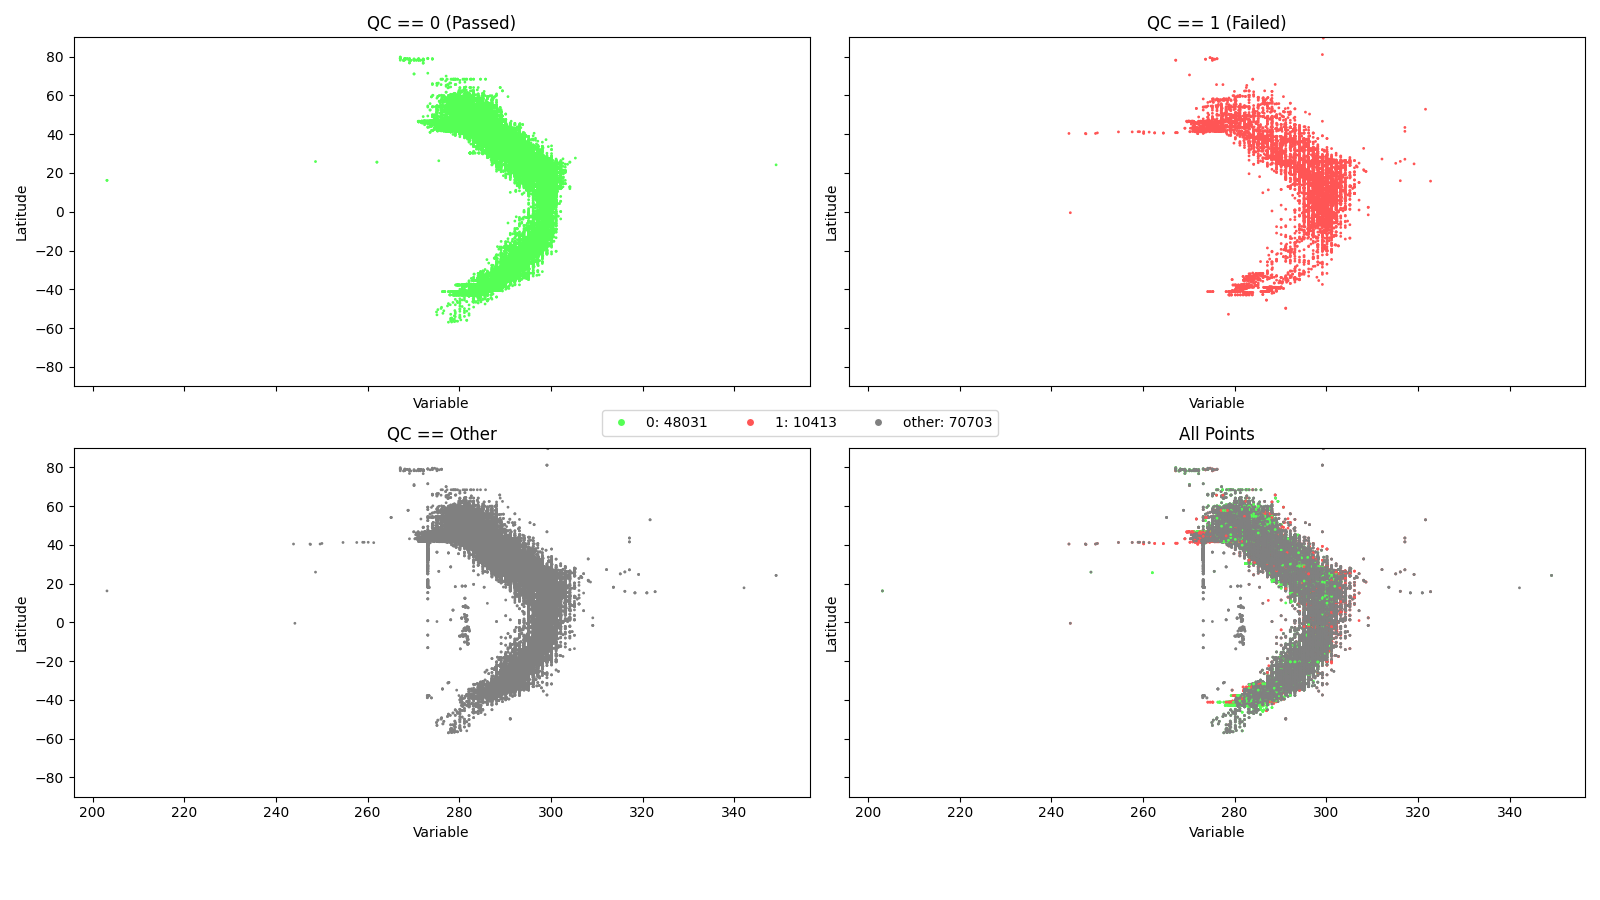 QC == 0 (Passed)
QC == 1 (Failed)
Latitude
80
60
40
20
0
−20
−40
−60
−80
Variable
Latitude
Variable
0: 48031 1: 10413 other: 70703
QC == Other
All Points
Latitude
80
60
40
20
0
−20
−40
−60
−80
200 220 240 260 280 300 320 340
Variable
Latitude
200 220 240 260 280 300 320 340
Variable